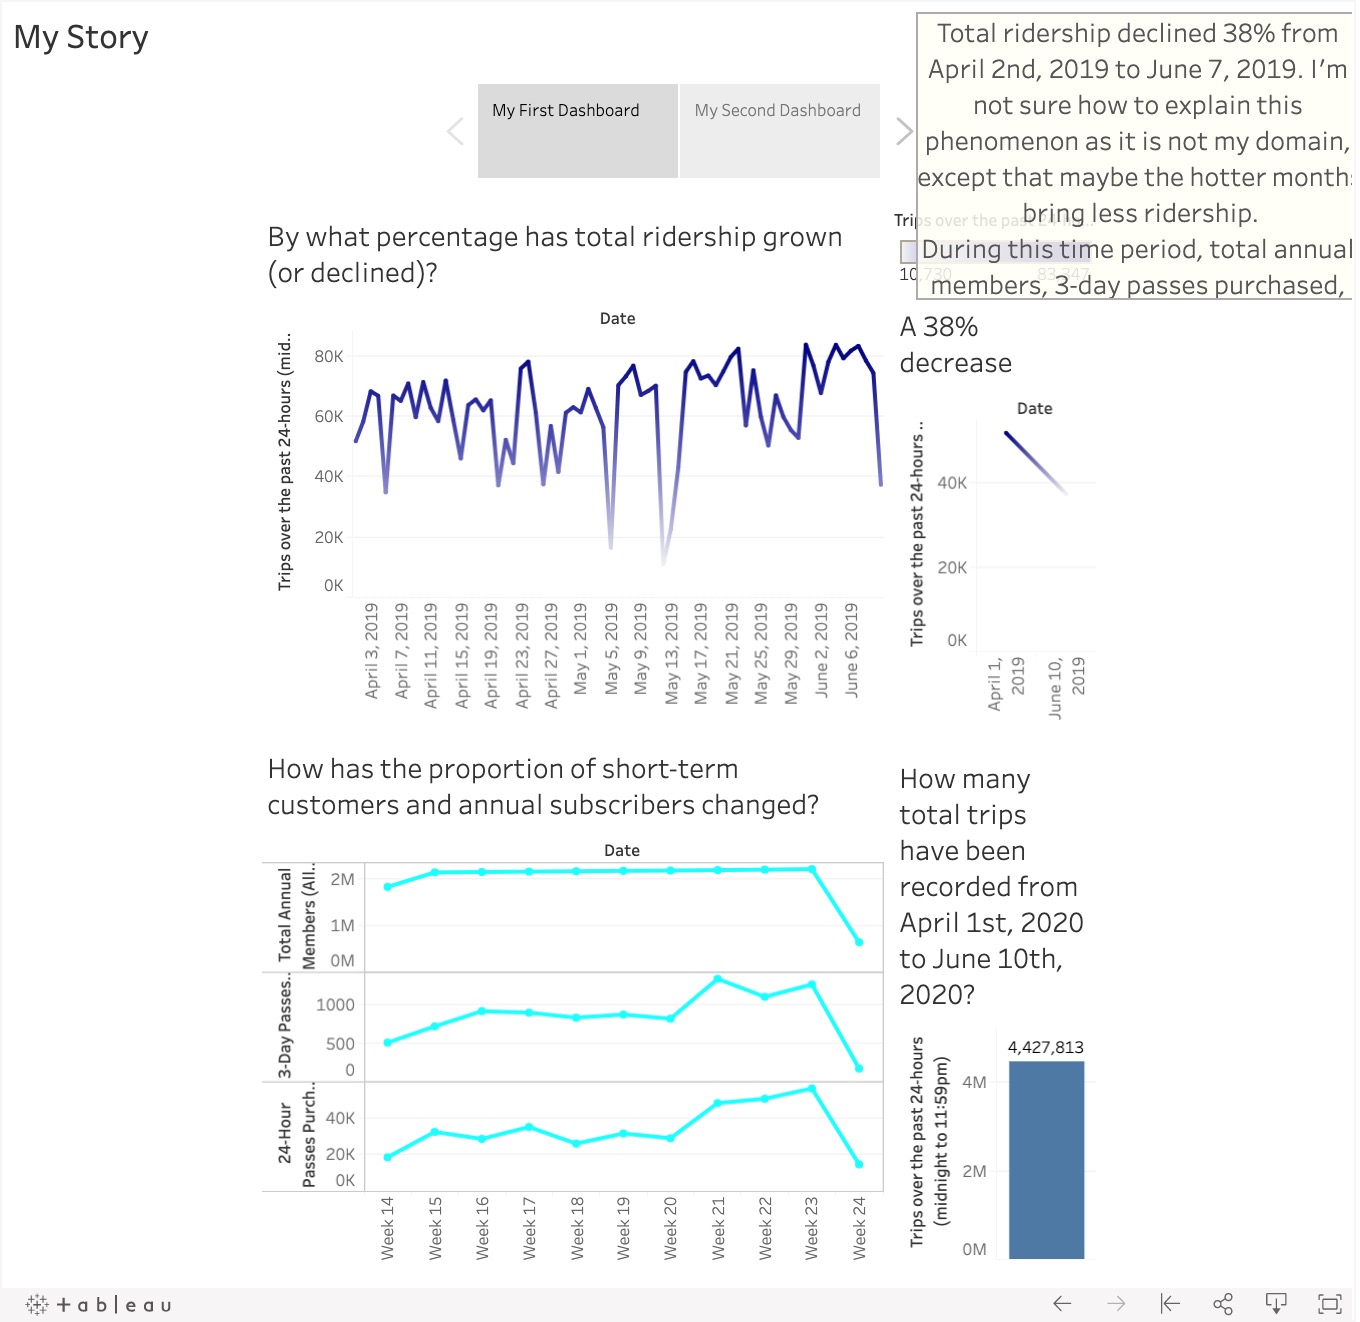 My Story
My First Dashboard
My Second Dashboard
Total ridership declined 38% from
April 2nd, 2019 to June 7, 2019. I'm
not sure how to explain this
phenomenon as it is not my domain,
except that maybe the hotter month
bring less ridership.
During this time period, total annual
members, 3-day passes purchased,
Trips over the past 24-h
10,730
83,347
By what percentage has total ridership grown
(or declined)?
Date
Trips over the past 24-hours (mid..
80K
60K
40K
20K
0K
April 3, 2019
April 7, 2019
April 11, 2019
April 15, 2019
April 19, 2019
April 23, 2019
April 27, 2019
May 1, 2019
May 5, 2019
May 9, 2019
May 13, 2019
May 17, 2019
May 21, 2019
May 25, 2019
May 29, 2019
June 2, 2019
June 6, 2019
A 38%
decrease
Date
Trips over the past 24-hours ..
40K
20K
0K
April 1,
2019
June 10,
2019
How has the proportion of short-term
customers and annual subscribers changed?
Date
Total Annual
Members (All..
2M
1M
0M
3-Day Passes..
1000
500
0
24-Hour
Passes Purch..
40K
20K
0K
Week 14
Week 15
Week 16
Week 17
Week 18
Week 19
Week 20
Week 21
Week 22
Week 23
Week 24
How many
total trips
have been
recorded from
April 1st, 2020
to June 10th,
2020?
Trips over the past 24-hours
(midnight to 11:59pm)
4,427,813
4M
2M
0M
+ableau